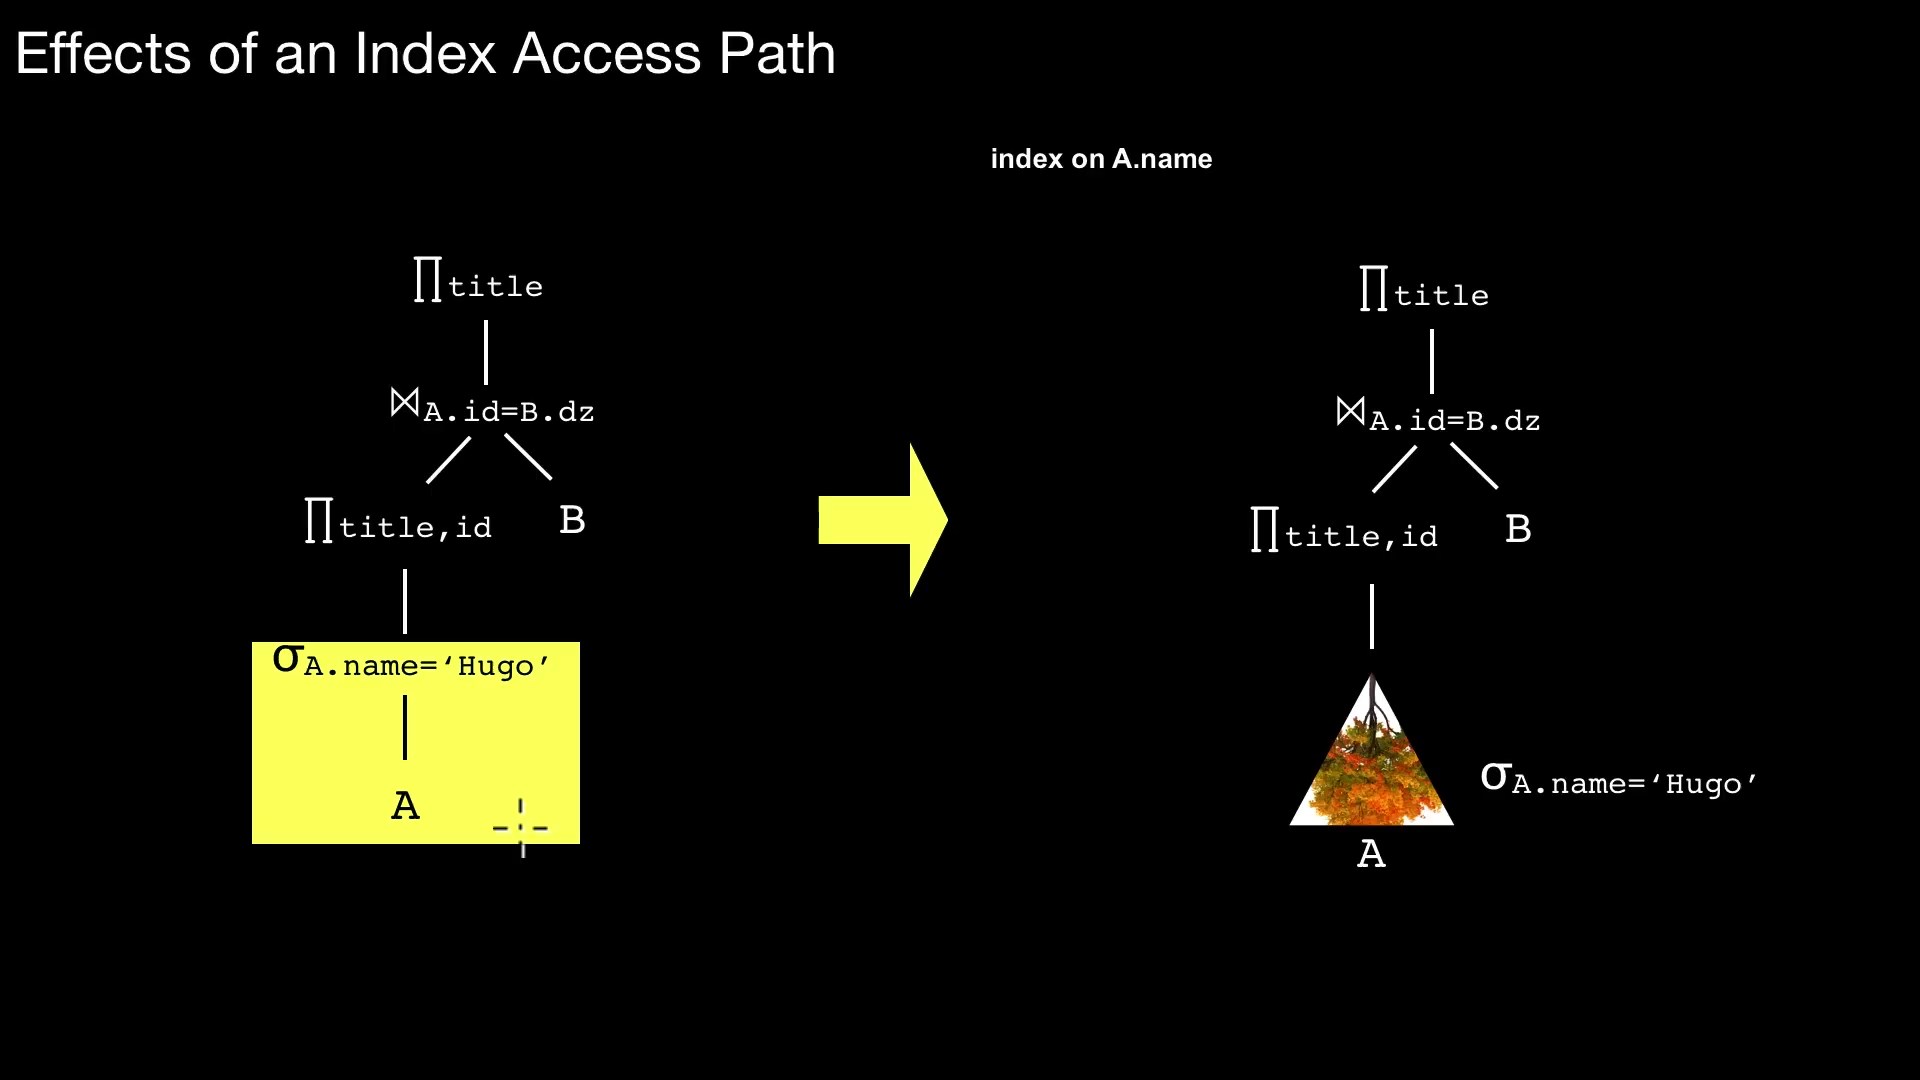 Effects of an Index Access Path
index on A.name
∏title
⋈A.id=B.dz
∏title,id
B
σA.name=‘Hugo’
A
∏title
⋈A.id=B.dz
∏title,id
B
σA.name=‘Hugo’
A